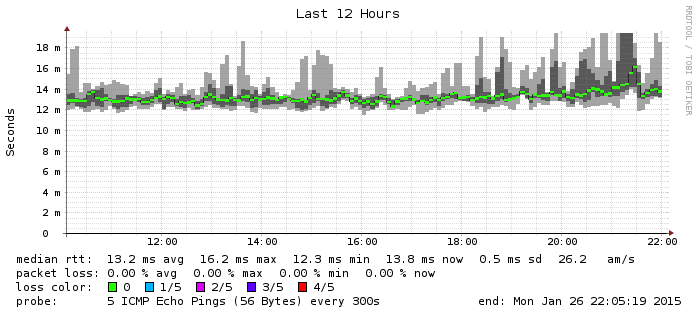 Last 12 Hours
RRDTOOL / TOBI OETIKER
Seconds
18 m
16 m
14 m
12 m
10 m
8 m
6 m
4 m
2 m
0
12:00 14:00 16:00 18:00 20:00 22:00
median rtt: 13.2 ms avg 16.2 ms max 12.3 ms min 13.8 ms now 0.5 ms sd 26.2 am/s
packet loss: 0.00 % avg 0.00 % max 0.00 % min 0.00 % now
loss color: 0 1/5 2/5 3/5 4/5
probe: 5 ICMP Echo Pings (56 Bytes) every 300s end: Mon Jan 26 22:05:19 2015